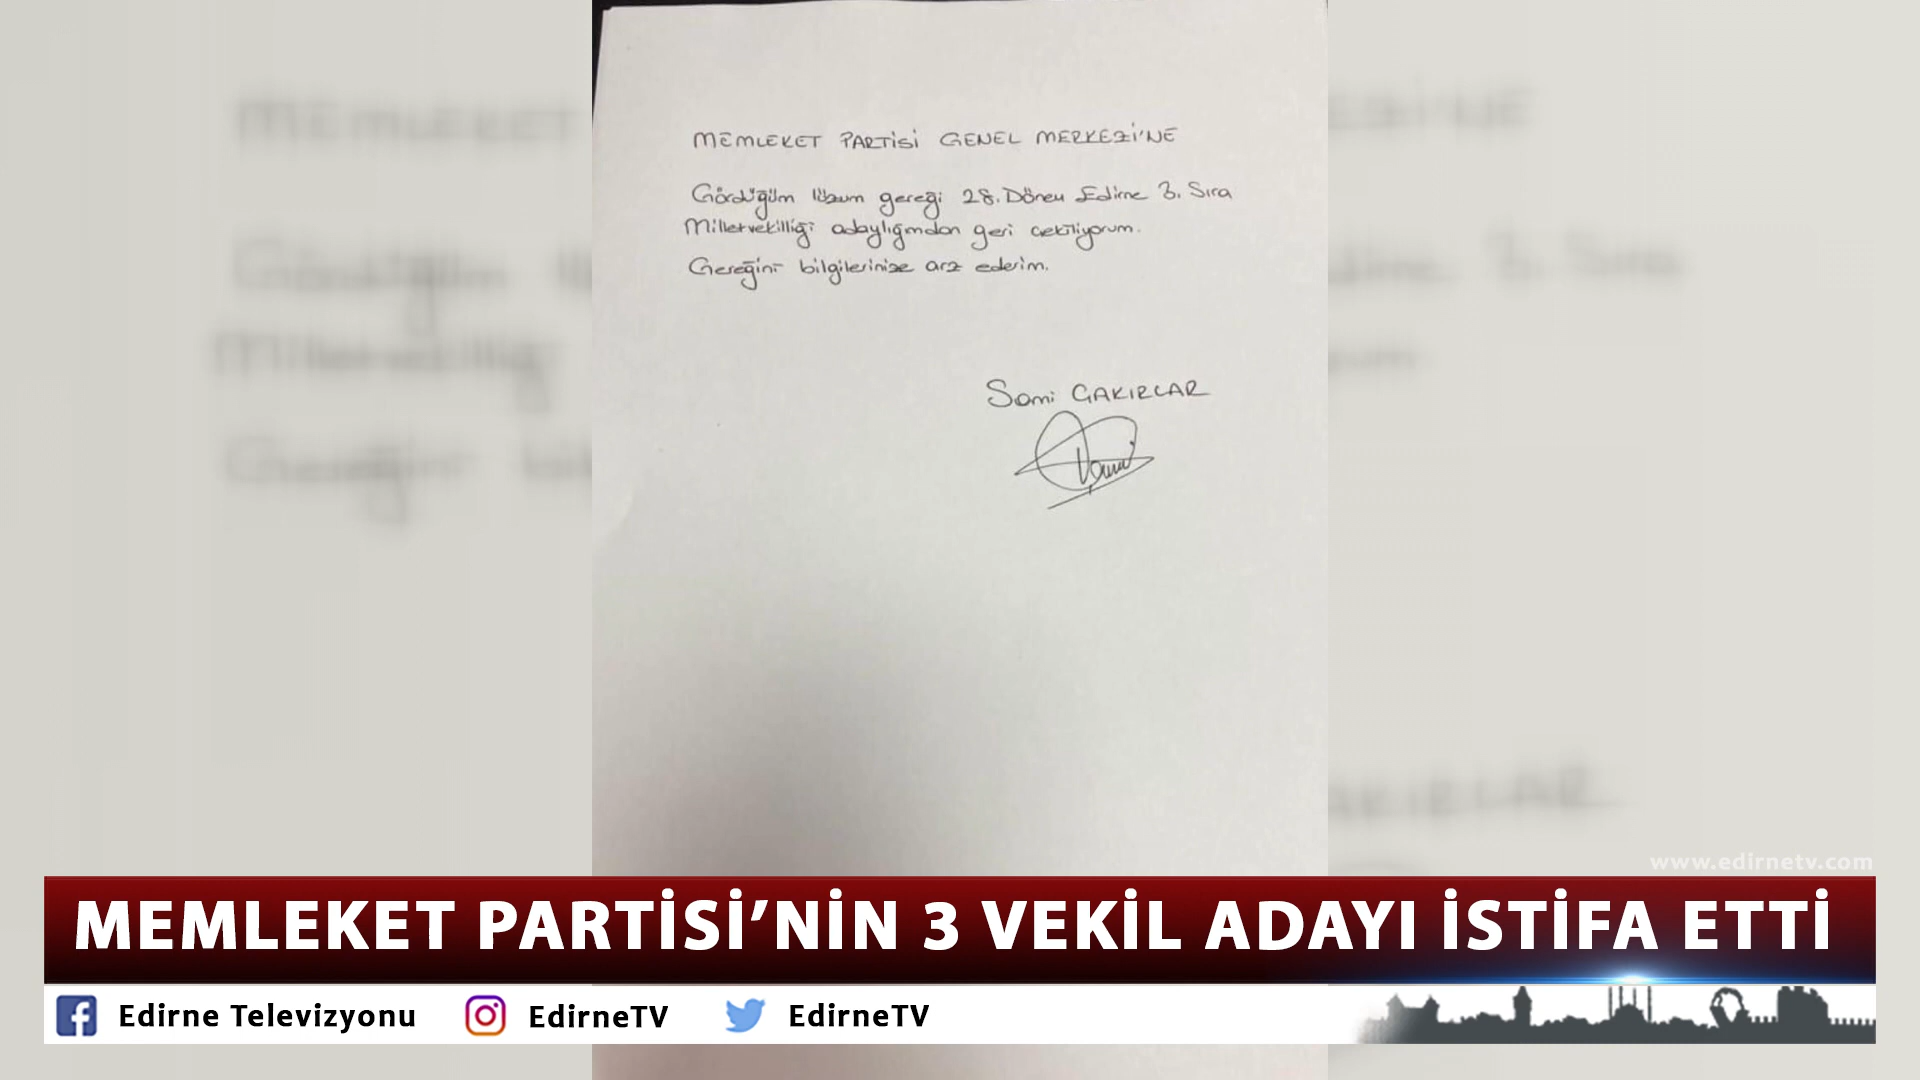 MEMLEKET PARTİSİ GENEL MERKEZİ'NE
Gördüğüm lüzum gereği 28. Dönem Edirne 3. Sıra
Milletvekilliği adaylığımdan geri çekiliyorum.
Gereğini bilgilerinize arz ederim.
Sami ÇAKIRLAR
www.edirnetv.com
MEMLEKET PARTİSİ'NİN 3 VEKİL ADAYI İSTİFA ETTİ
Edirne Televizyonu EdirneTV EdirneTV